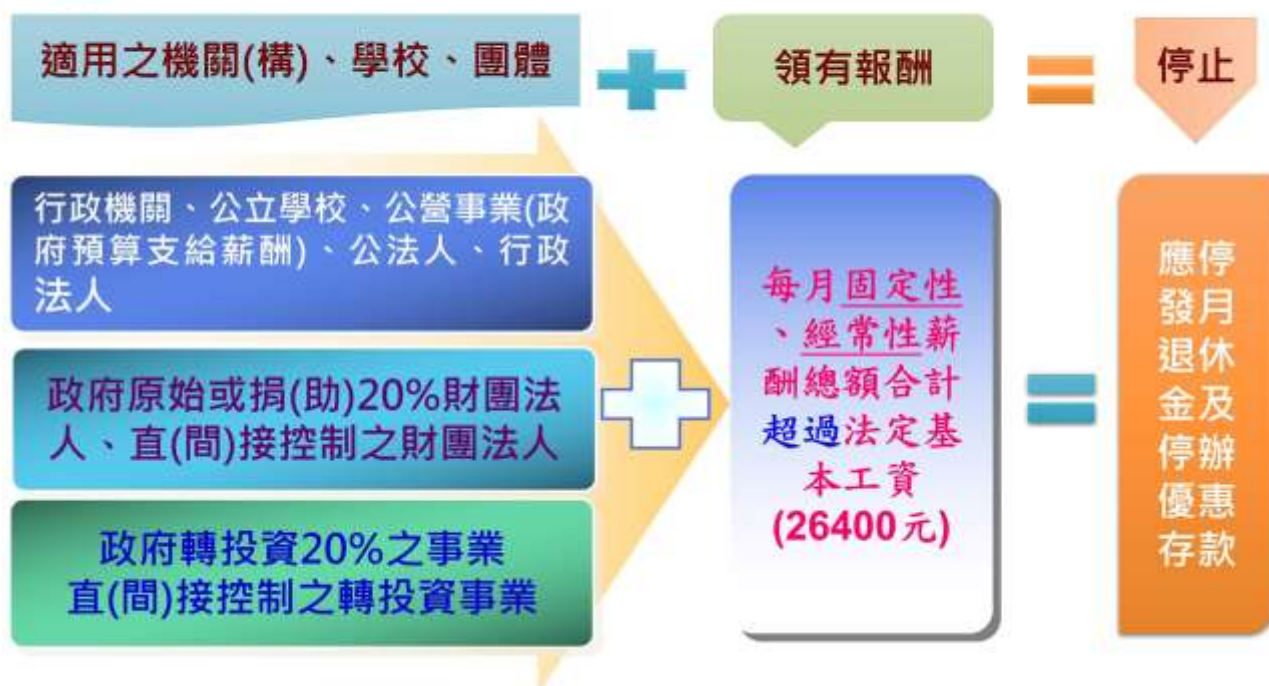 適用之機關(構)、學校、團體
領有報酬
停止
行政機關、公立學校、公營事業(政
府預算支給薪酬)、公法人、行政
法人
政府原始或捐(助)20%財團法
人、直(間)接控制之財團法人
政府轉投資20%之事業
直(間)接控制之轉投資事業
每月固定性
、經常性薪
酬總額合計
超過法定基
本工資
(26400元)
應停
發月
退休
金及
停辦
優惠
存款